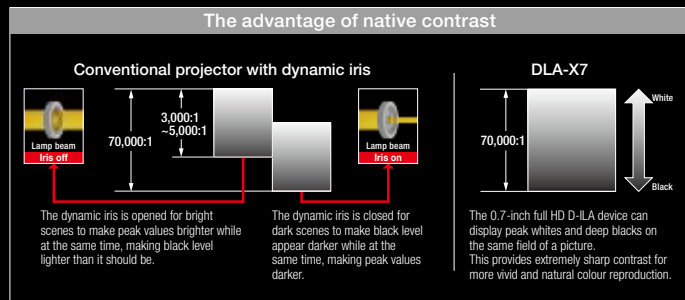 The advantage of native contrast
Conventional projector with dynamic iris
DLA-X7
Lamp beam
Iris off
70,000:1
3,000:1
~5,000:1
Lamp beam
Iris on
70,000:1
White
Black
The dynamic iris is opened for bright
scenes to make peak values brighter while
at the same time, making black level
lighter than it should be.
The dynamic iris is closed for
dark scenes to make black level
appear darker while at the
same time, making peak values
darker.
The 0.7-inch full HD D-ILA device can
display peak whites and deep blacks on
the same field of a picture.
This provides extremely sharp contrast for
more vivid and natural colour reproduction.